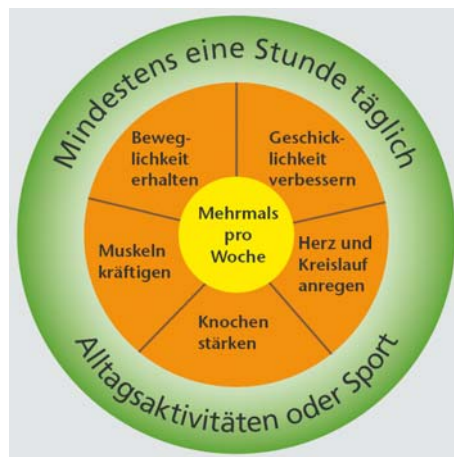 Mindestens eine Stunde täglich
Beweg-
lichkeit
erhalten
Geschick-
lichkeit
verbessern
Mehrmals
pro
Woche
Muskeln
kräftigen
Herz und
Kreislauf
anregen
Knochen
stärken
Alltagsaktivitäten oder Sport